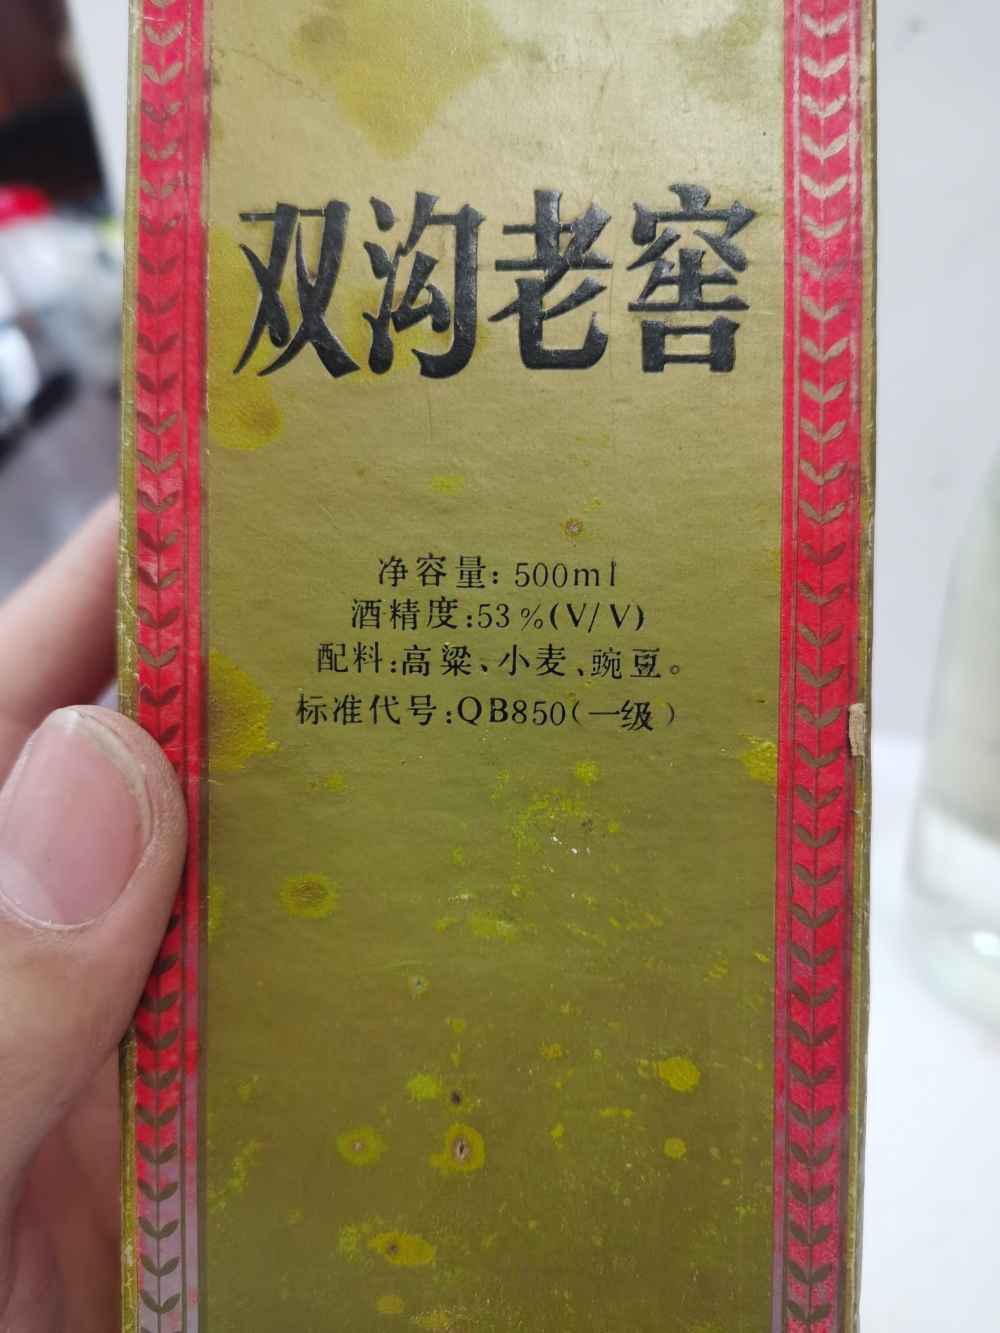 双沟老窖
净容量: 500ml
酒精度:53%(V/V)
配料:高粱、小麦、豌豆。
标准代号:QB850(一级)